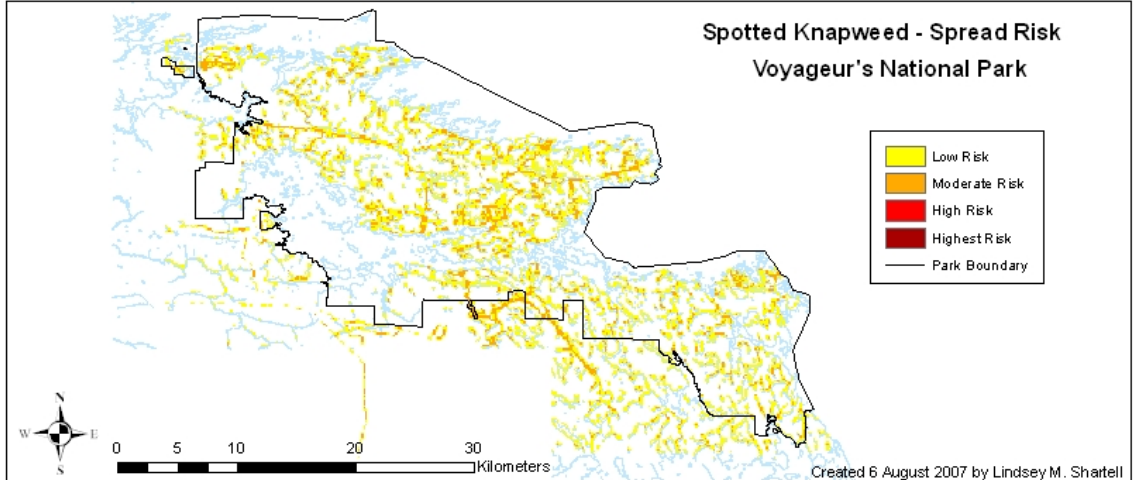 Spotted Knapweed - Spread Risk
Voyageur's National Park
Low Risk
Moderate Risk
High Risk
Highest Risk
Park Boundary
N
W E
S
0 5 10 20 30
Kilometers
Created 6 August 2007 by Lindsey M. Shartell